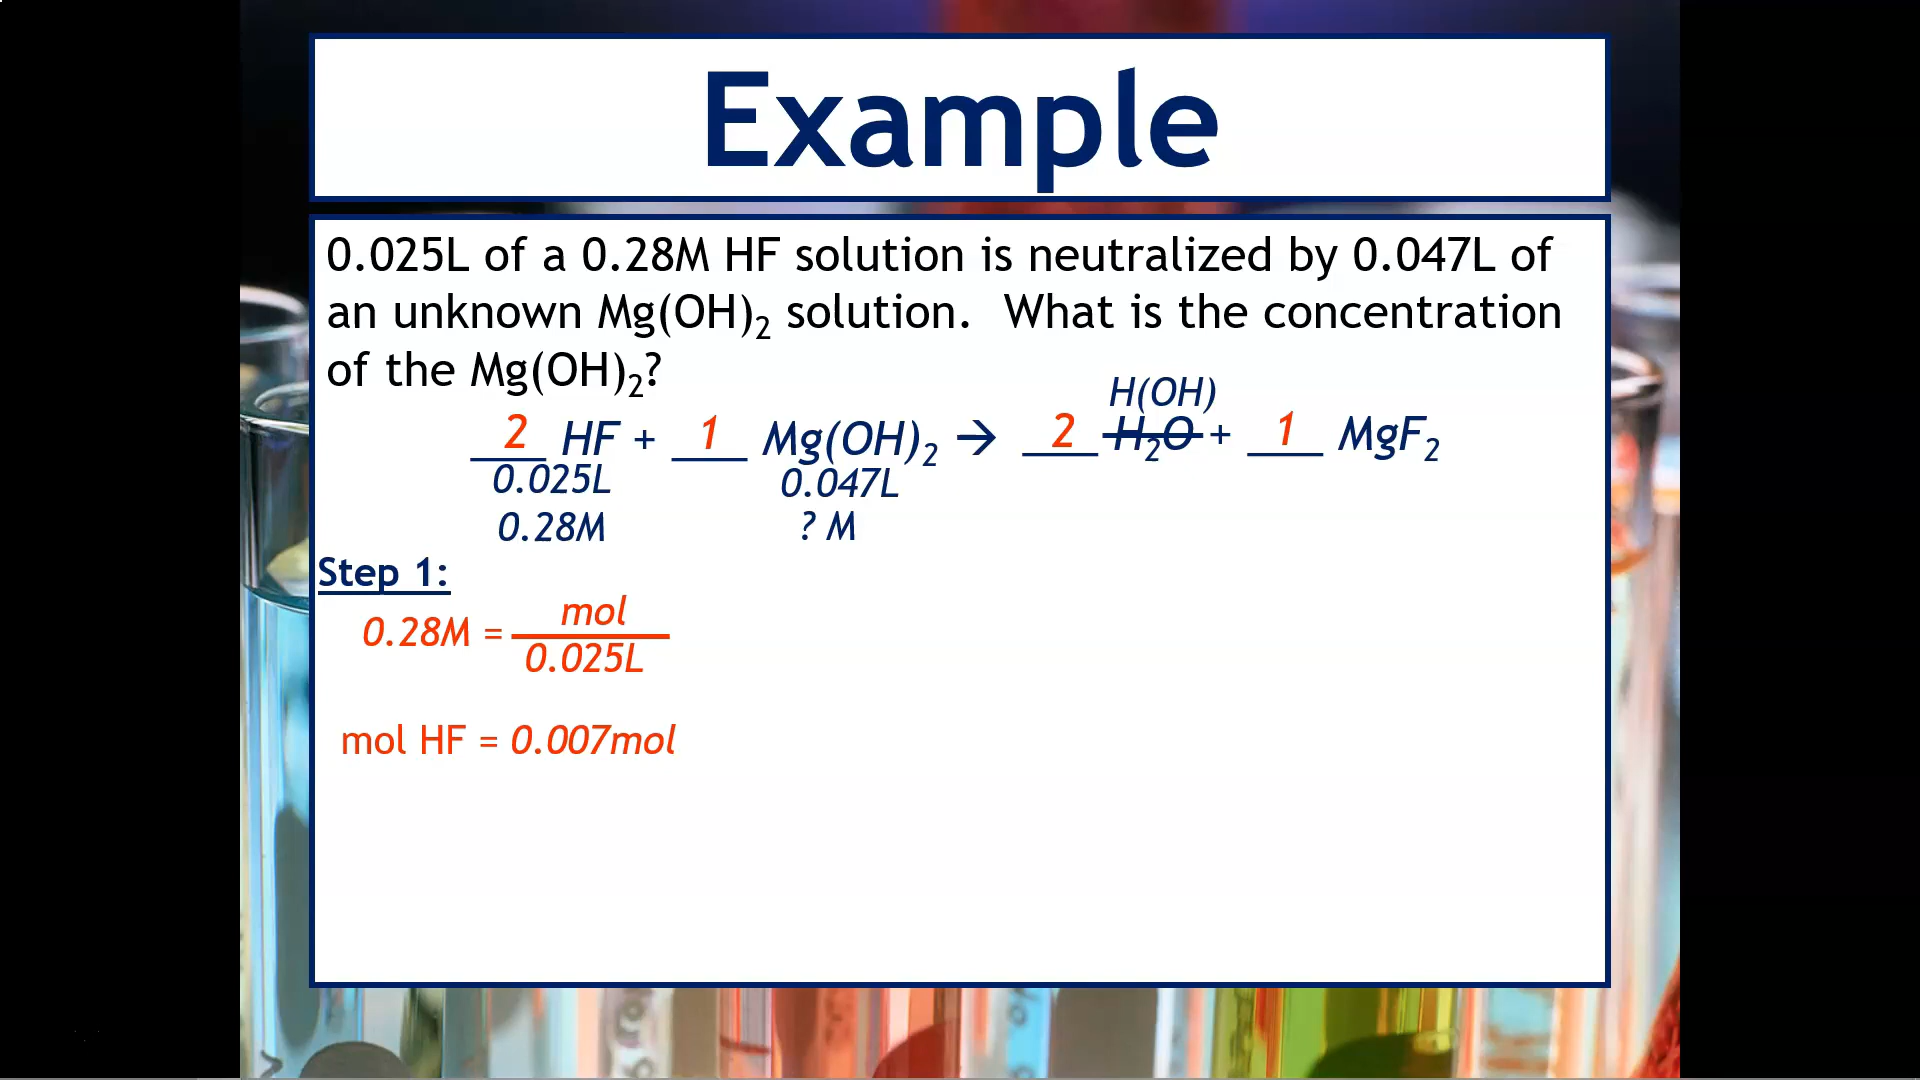 Example
0.025L of a 0.28M HF solution is neutralized by 0.047L of
an unknown Mg(OH)₂ solution. What is the concentration
of the Mg(OH)₂?
H(OH)
2 HF + 1 Mg(OH)₂ → 2 H₂O + 1 MgF₂
0.025L 0.047L
0.28M ? M
Step 1:
0.28M = mol
0.025L
mol HF = 0.007mol